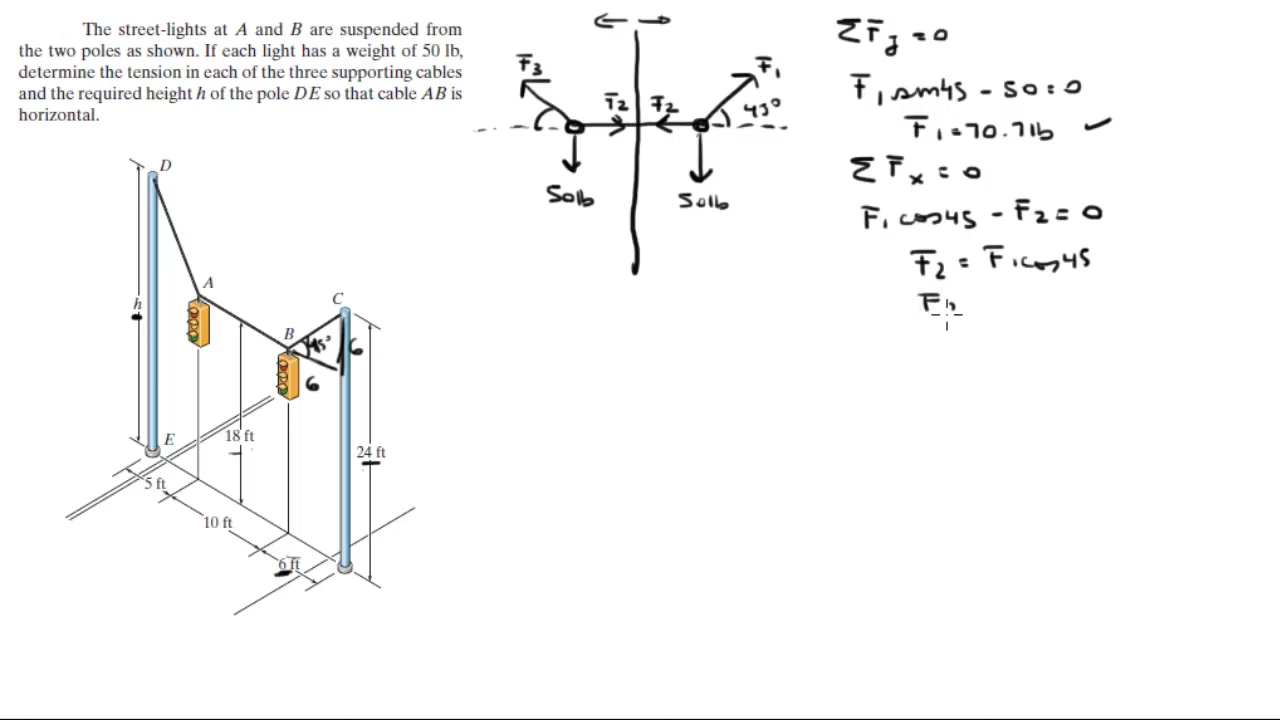 The street-lights at A and B are suspended from
the two poles as shown. If each light has a weight of 50 lb,
determine the tension in each of the three supporting cables
and the required height h of the pole DE so that cable AB is
horizontal.
F3
F2
F2
F1
45°
50lb
50lb
D
A
C
h
B
45°
6
6
E
18 ft
24 ft
5 ft
10 ft
6 ft
ΣFy = 0
F1 sin45 - 50 = 0
F1 = 70.7lb ✓
ΣFx = 0
F1 cos45 - F2 = 0
F2 = F1cos45